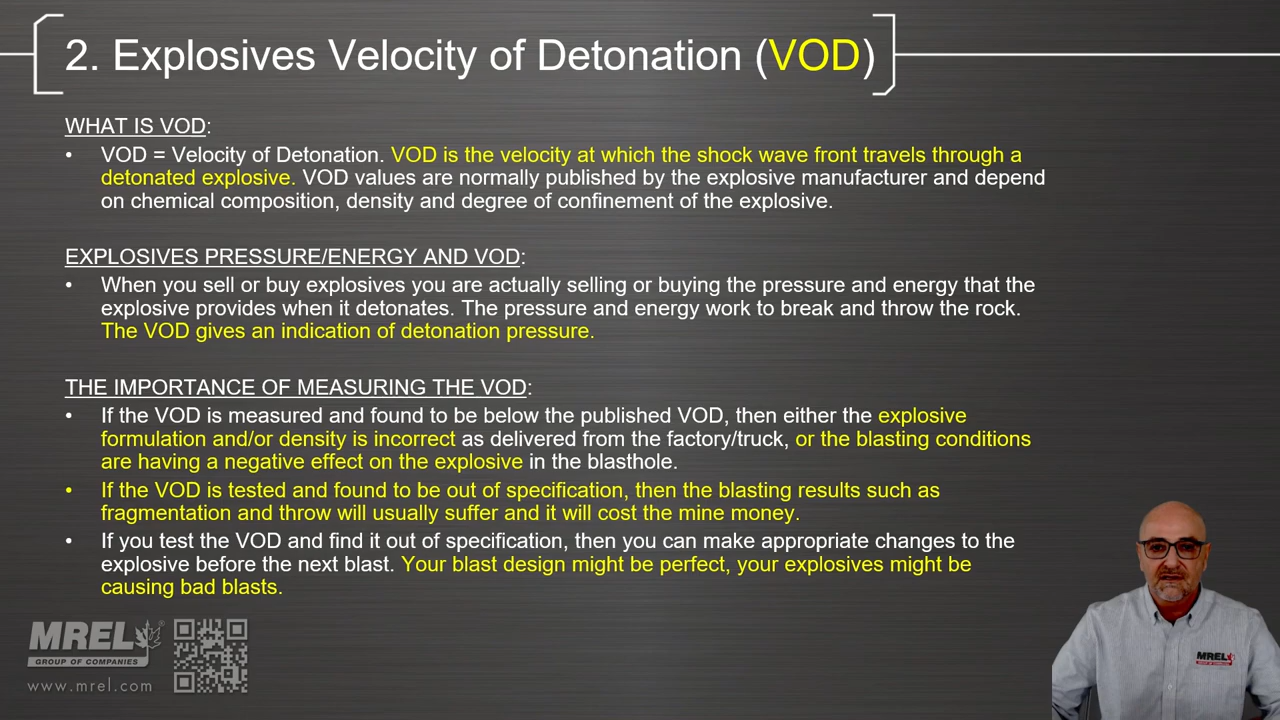 2. Explosives Velocity of Detonation (VOD)
WHAT IS VOD:
• VOD = Velocity of Detonation. VOD is the velocity at which the shock wave front travels through a
detonated explosive. VOD values are normally published by the explosive manufacturer and depend
on chemical composition, density and degree of confinement of the explosive.
EXPLOSIVES PRESSURE/ENERGY AND VOD:
• When you sell or buy explosives you are actually selling or buying the pressure and energy that the
explosive provides when it detonates. The pressure and energy work to break and throw the rock.
The VOD gives an indication of detonation pressure.
THE IMPORTANCE OF MEASURING THE VOD:
• If the VOD is measured and found to be below the published VOD, then either the explosive
formulation and/or density is incorrect as delivered from the factory/truck, or the blasting conditions
are having a negative effect on the explosive in the blasthole.
• If the VOD is tested and found to be out of specification, then the blasting results such as
fragmentation and throw will usually suffer and it will cost the mine money.
• If you test the VOD and find it out of specification, then you can make appropriate changes to the
explosive before the next blast. Your blast design might be perfect, your explosives might be
causing bad blasts.
MREL®
GROUP OF COMPANIES
www.mrel.com
MREL